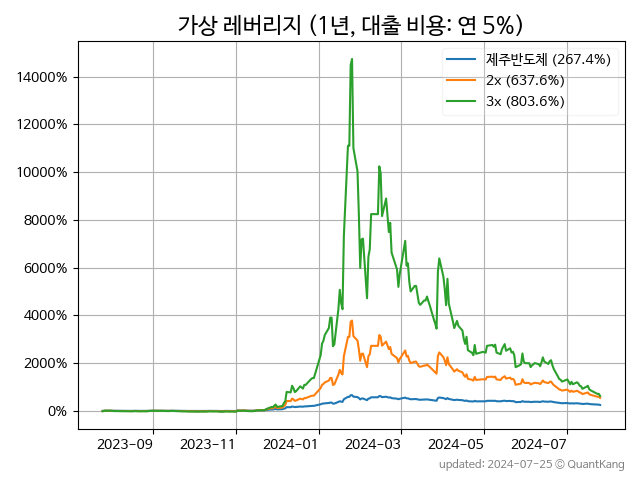 가상 레버리지 (1년, 대출 비용: 연 5%)
제주반도체 (267.4%)
2x (637.6%)
3x (803.6%)
14000%
12000%
10000%
8000%
6000%
4000%
2000%
0%
2023-09 2023-11 2024-01 2024-03 2024-05 2024-07
updated: 2024-07-25 © QuantKang